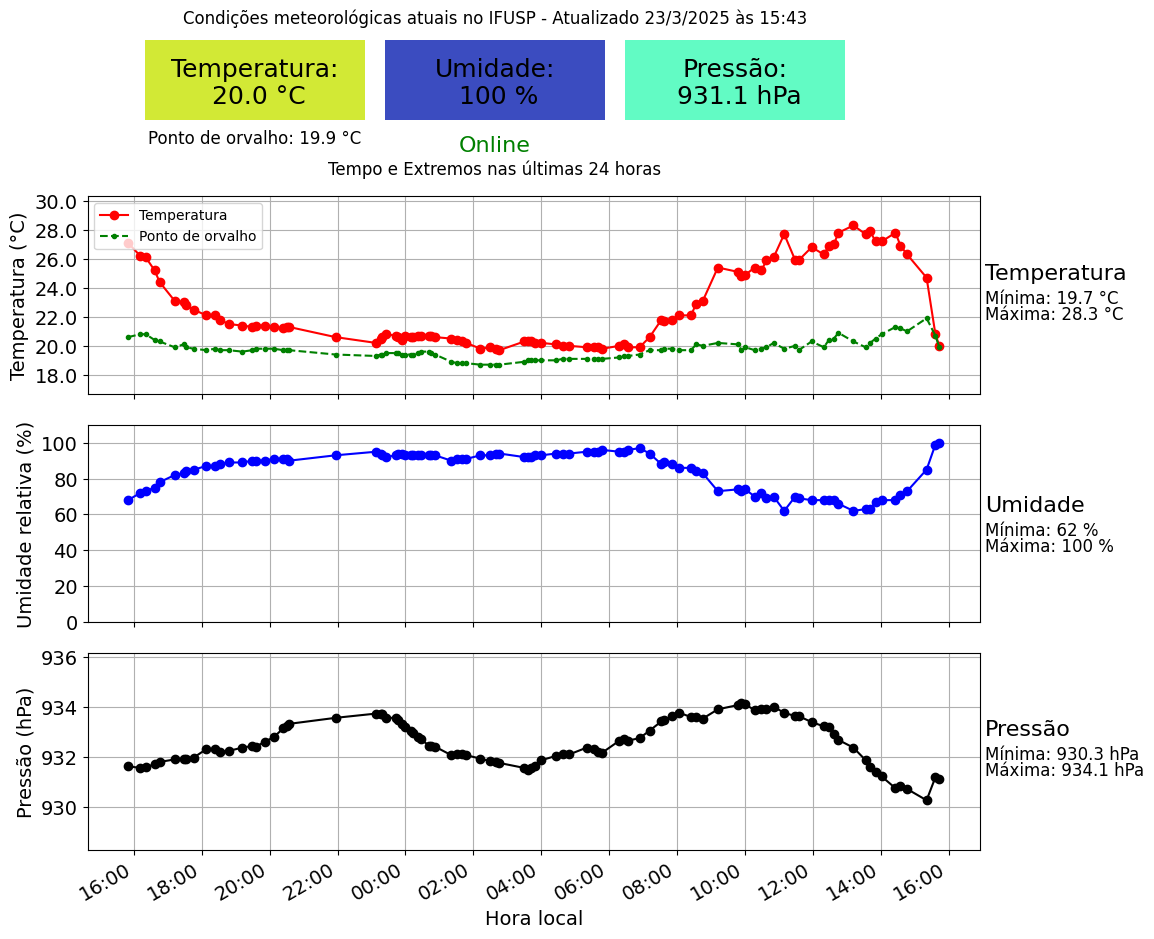 Condições meteorológicas atuais no IFUSP - Atualizado 23/3/2025 às 15:43
Temperatura:
20.0 °C
Umidade:
100 %
Pressão:
931.1 hPa
Ponto de orvalho: 19.9 °C
Online
Tempo e Extremos nas últimas 24 horas
Temperatura (°C)
30.0
28.0
26.0
24.0
22.0
20.0
18.0
Temperatura
Ponto de orvalho
Temperatura
Mínima: 19.7 °C
Máxima: 28.3 °C
Umidade relativa (%)
100
80
60
40
20
0
Umidade
Mínima: 62 %
Máxima: 100 %
Pressão (hPa)
936
934
932
930
Pressão
Mínima: 930.3 hPa
Máxima: 934.1 hPa
16:00 18:00 20:00 22:00 00:00 02:00 04:00 06:00 08:00 10:00 12:00 14:00 16:00
Hora local